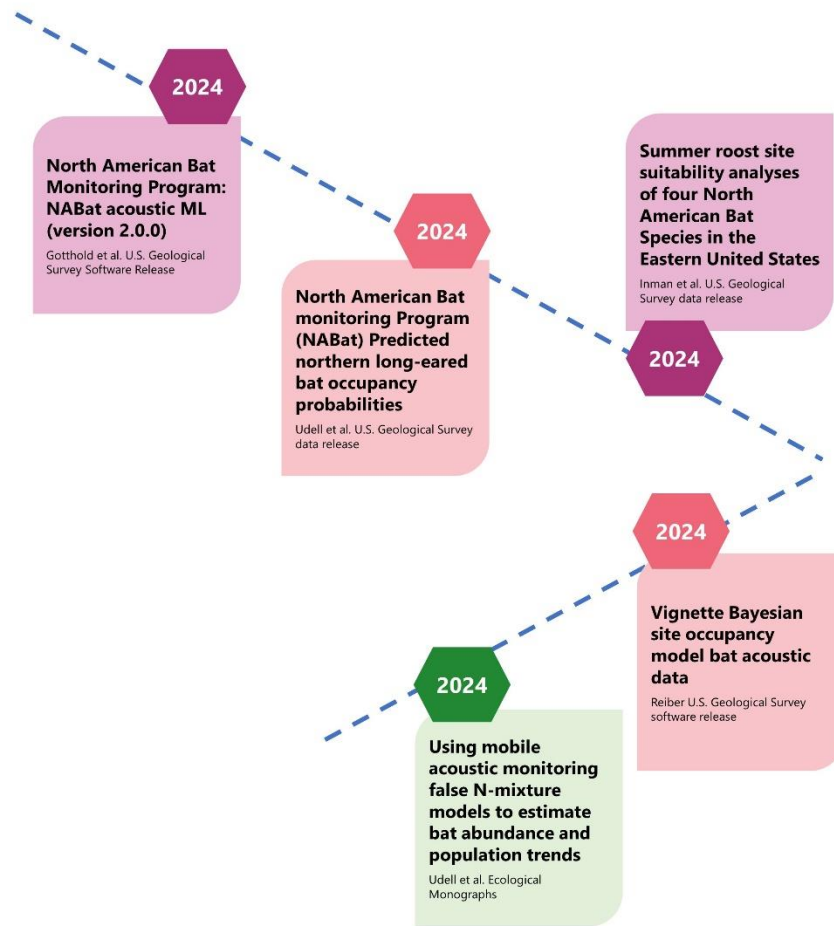 2024
North American Bat
Monitoring Program:
NABat acoustic ML
(version 2.0.0)
Gotthold et al. U.S. Geological
Survey Software Release
2024
North American Bat
monitoring Program
(NABat) Predicted
northern long-eared
bat occupancy
probabilities
Udell et al. U.S. Geological Survey
data release
Summer roost site
suitability analyses
of four North
American Bat
Species in the
Eastern United States
Inman et al. U.S. Geological
Survey data release
2024
2024
Vignette Bayesian
site occupancy
model bat acoustic
data
Reiber U.S. Geological Survey
software release
2024
Using mobile
acoustic monitoring
false N-mixture
models to estimate
bat abundance and
population trends
Udell et al. Ecological
Monographs